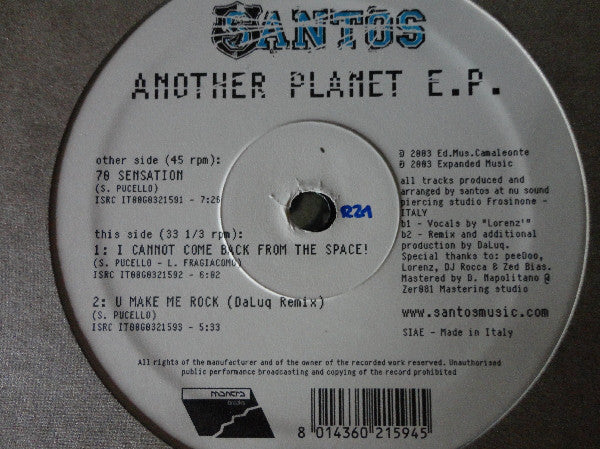 SANTOS
ANOTHER PLANET E.P.
other side (45 rpm):
70 SENSATION
(S. PUCELLO)
ISRC IT00G0321591 - 7:26
this side (33 1/3 rpm):
1: I CANNOT COME BACK FROM THE SPACE!
(S. PUCELLO - L. FRAGIACOMO)
ISRC IT00G0321592 - 6:02
2: U MAKE ME ROCK (DaLuq Remix)
(S. PUCELLO)
ISRC IT00G0321593 - 5:33
RZ1
℗ 2003 Ed.Mus.Camaleonte
© 2003 Expanded Music
all tracks produced and
arranged by santos at nu sound
piercing studio Frosinone -
ITALY
b1 - Vocals by "Lorenz'"
b2 - Remix and additional
production by DaLuq.
Special thanks to: peeDoo,
Lorenz, DJ Rocca & Zed Bias.
Mastered by D. Napolitano @
Zer081 Mastering studio
www.santosmusic.com
SIAE - Made in Italy
All rights of the manufacturer and of the owner of the recorded work reserved. Unauthorised
public performance broadcasting and copying of the record prohibited
mantra
breaks
8 014360 215945